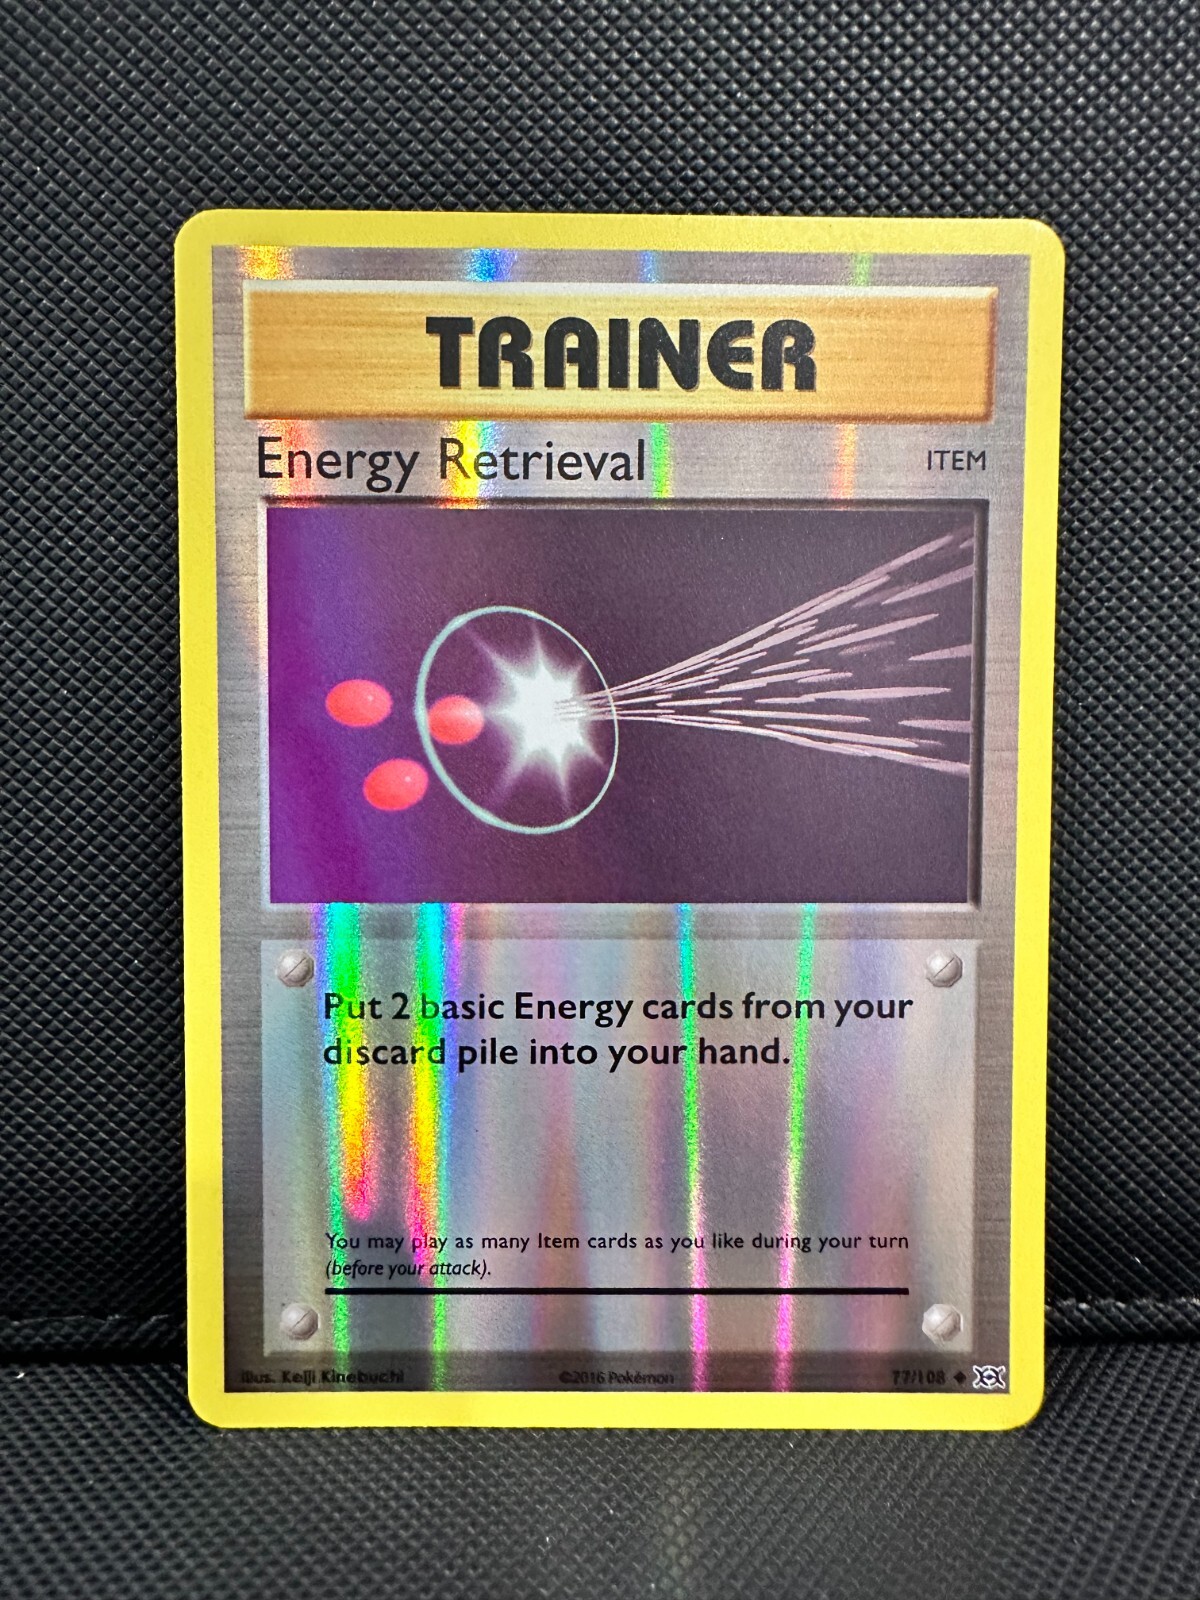 TRAINER
Energy Retrieval
ITEM
Put 2 basic Energy cards from your
discard pile into your hand.
You may play as many Item cards as you like during your turn
(before your attack).
Illus. Keiji Kinebuchi
©2016 Pokémon
77/108